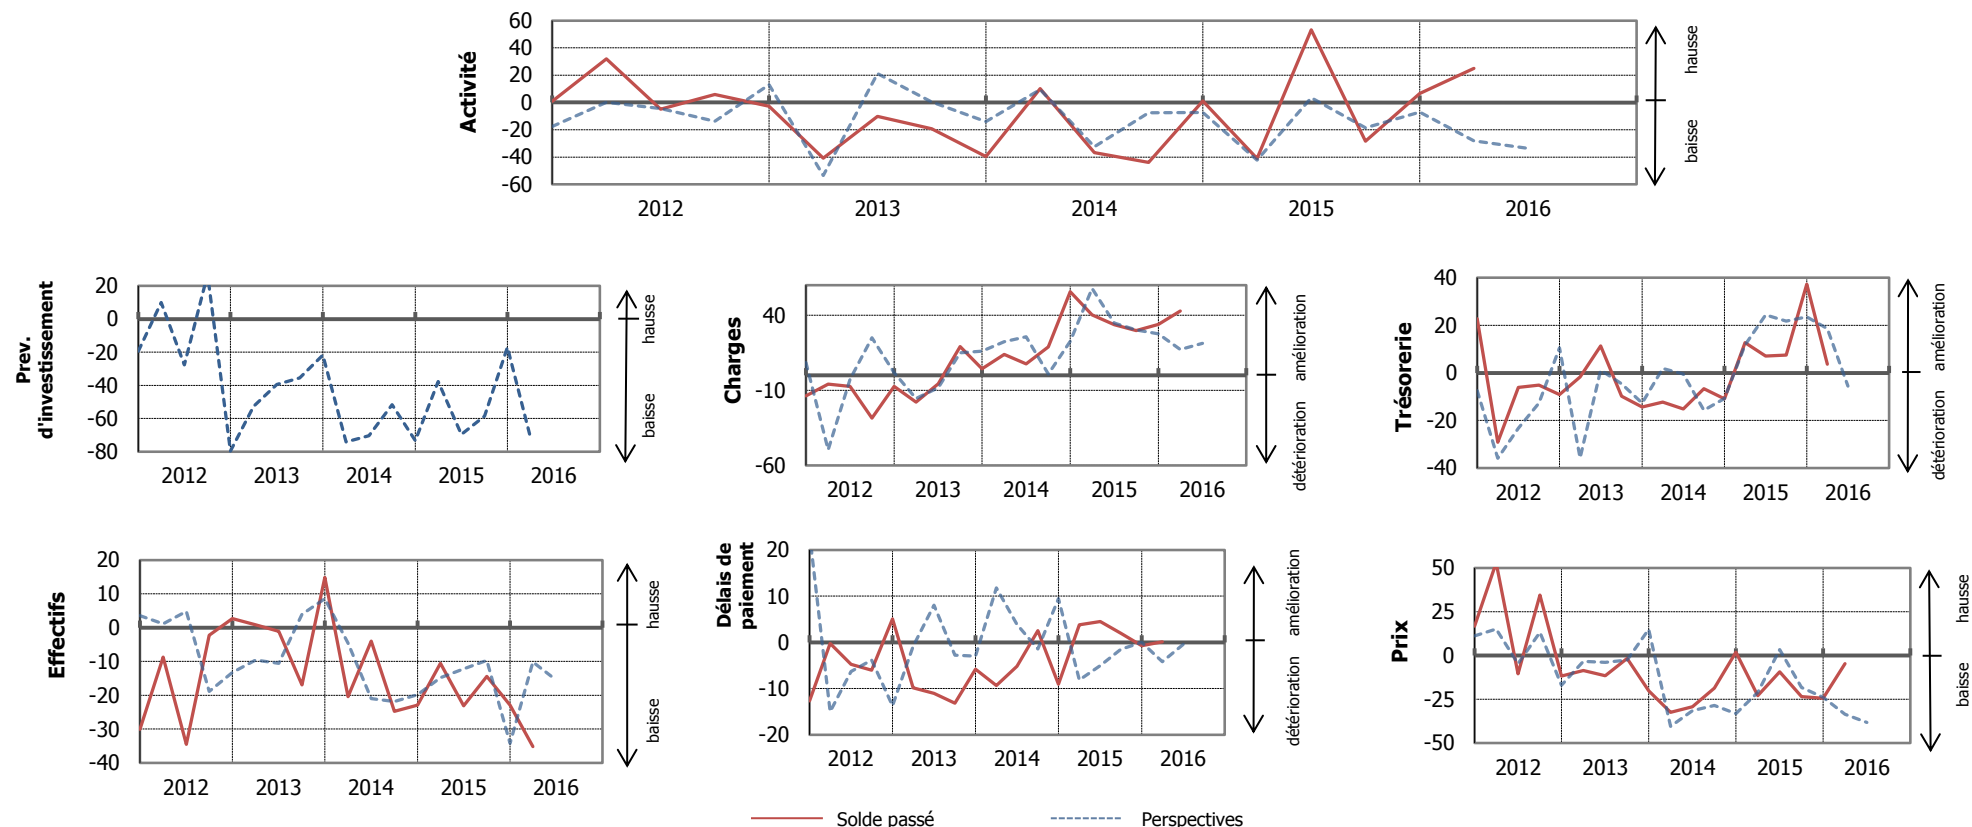 Activité
60
40
20
0
-20
-40
-60
2012 2013 2014 2015 2016
hausse
baisse
Prev.
d'investissement
20
0
-20
-40
-60
-80
2012 2013 2014 2015 2016
hausse
baisse
Charges
40
-10
-60
2012 2013 2014 2015 2016
amélioration
détérioration
Trésorerie
40
20
0
-20
-40
2012 2013 2014 2015 2016
amélioration
détérioration
Effectifs
20
10
0
-10
-20
-30
-40
2012 2013 2014 2015 2016
hausse
baisse
Délais de
paiement
20
10
0
-10
-20
2012 2013 2014 2015 2016
amélioration
détérioration
Prix
50
25
0
-25
-50
2012 2013 2014 2015 2016
hausse
baisse
Solde passé Perspectives